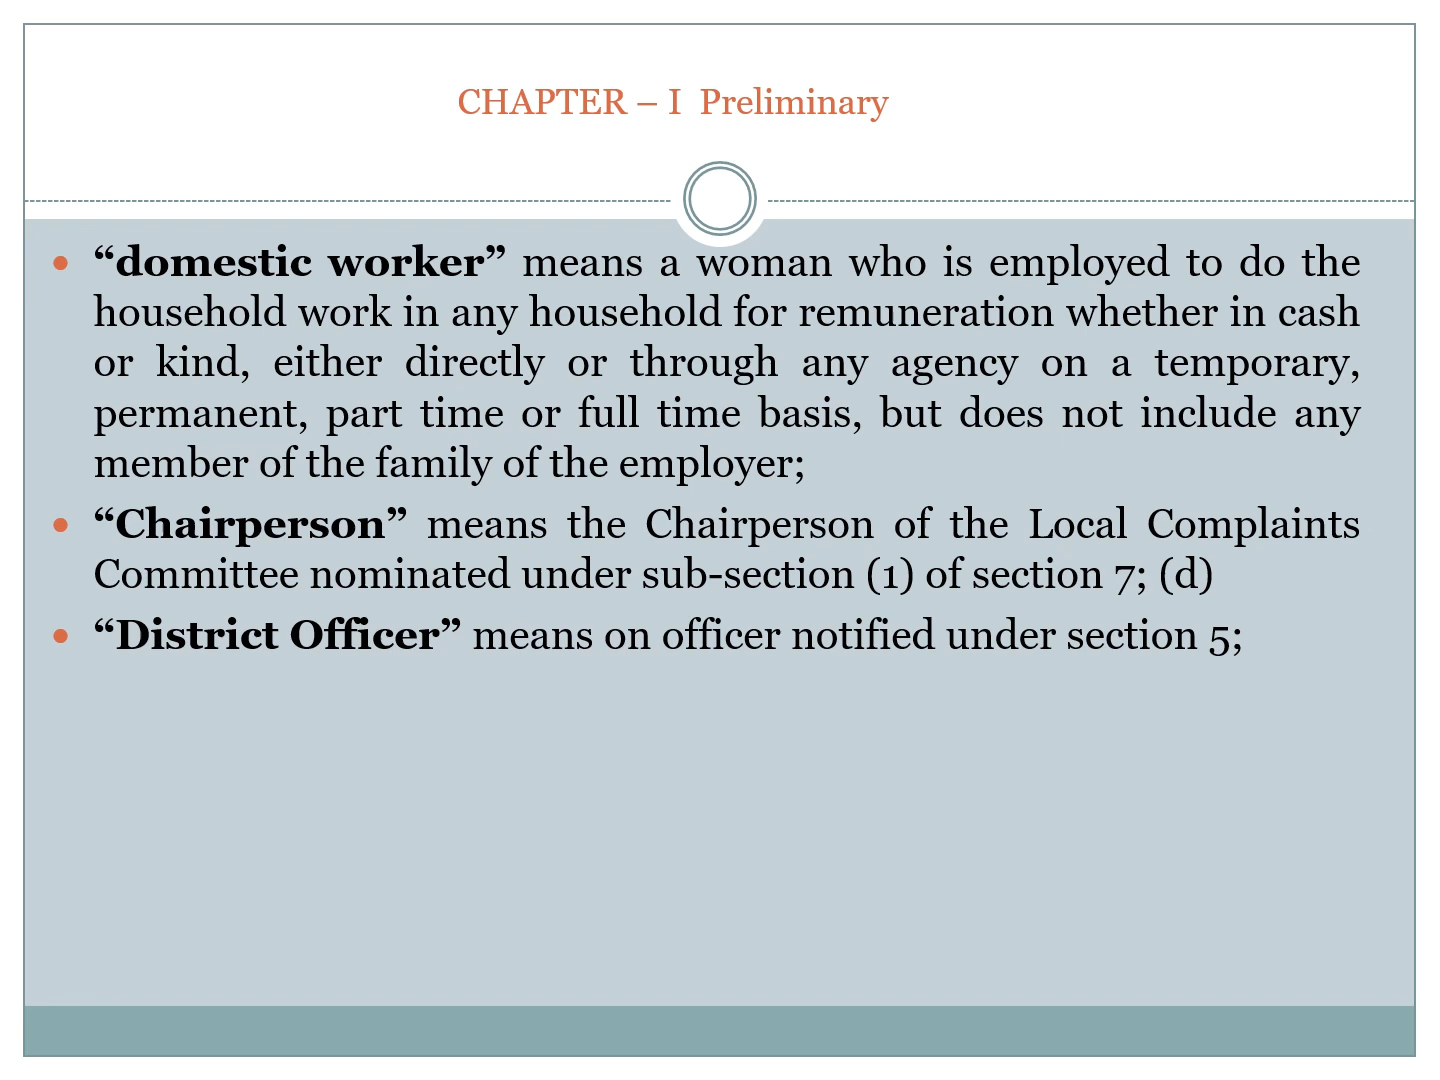 CHAPTER – I  Preliminary
• “domestic worker” means a woman who is employed to do the
household work in any household for remuneration whether in cash
or kind, either directly or through any agency on a temporary,
permanent, part time or full time basis, but does not include any
member of the family of the employer;
• “Chairperson” means the Chairperson of the Local Complaints
Committee nominated under sub-section (1) of section 7; (d)
• “District Officer” means on officer notified under section 5;